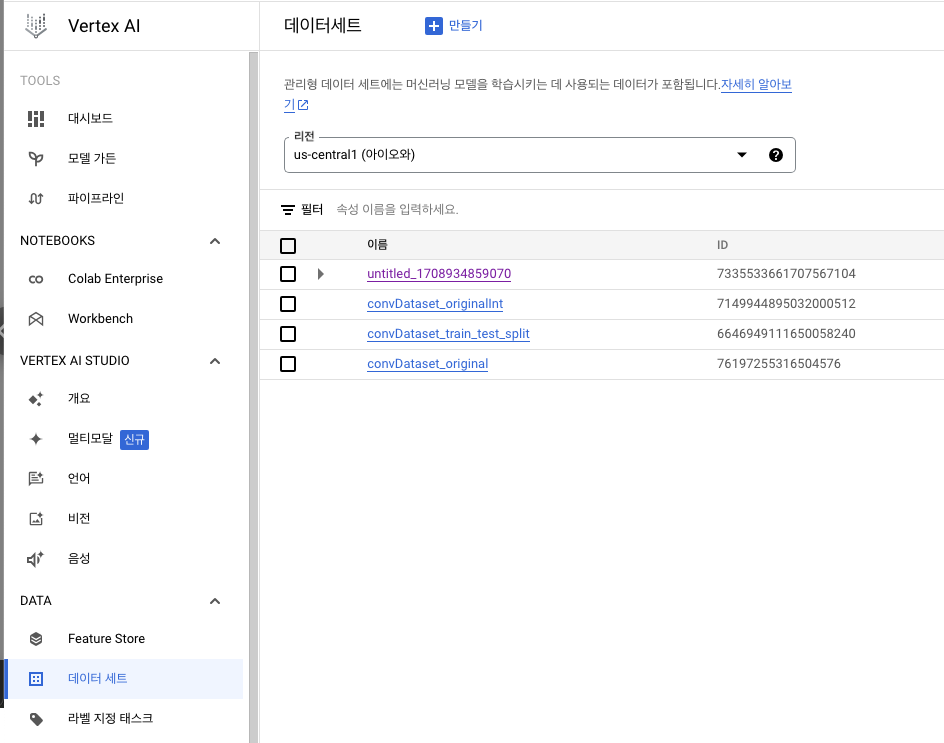 Vertex AI
TOOLS
대시보드
모델 가든
파이프라인
NOTEBOOKS
Colab Enterprise
Workbench
VERTEX AI STUDIO
개요
멀티모달 신규
언어
비전
음성
DATA
Feature Store
데이터 세트
라벨 지정 태스크
데이터세트 만들기
관리형 데이터 세트에는 머신러닝 모델을 학습시키는 데 사용되는 데이터가 포함됩니다.자세히 알아보
기
리전
us-central1 (아이오와)
필터 속성 이름을 입력하세요.
이름 ID
untitled_1708934859070 7335533661707567104
convDataset_originalInt 7149944895032000512
convDataset_train_test_split 6646949111650058240
convDataset_original 76197255316504576